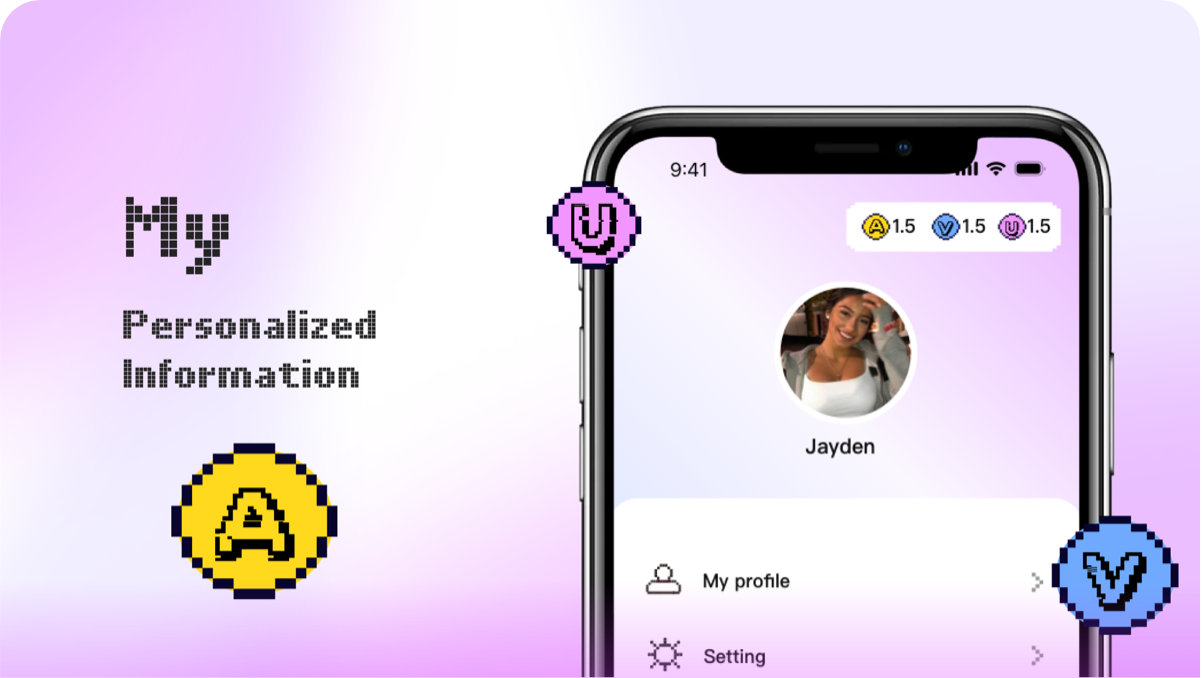 My
Personalized
Information
A
U
9:41
A 1.5 V 1.5 U 1.5
Jayden
My profile
V
Setting